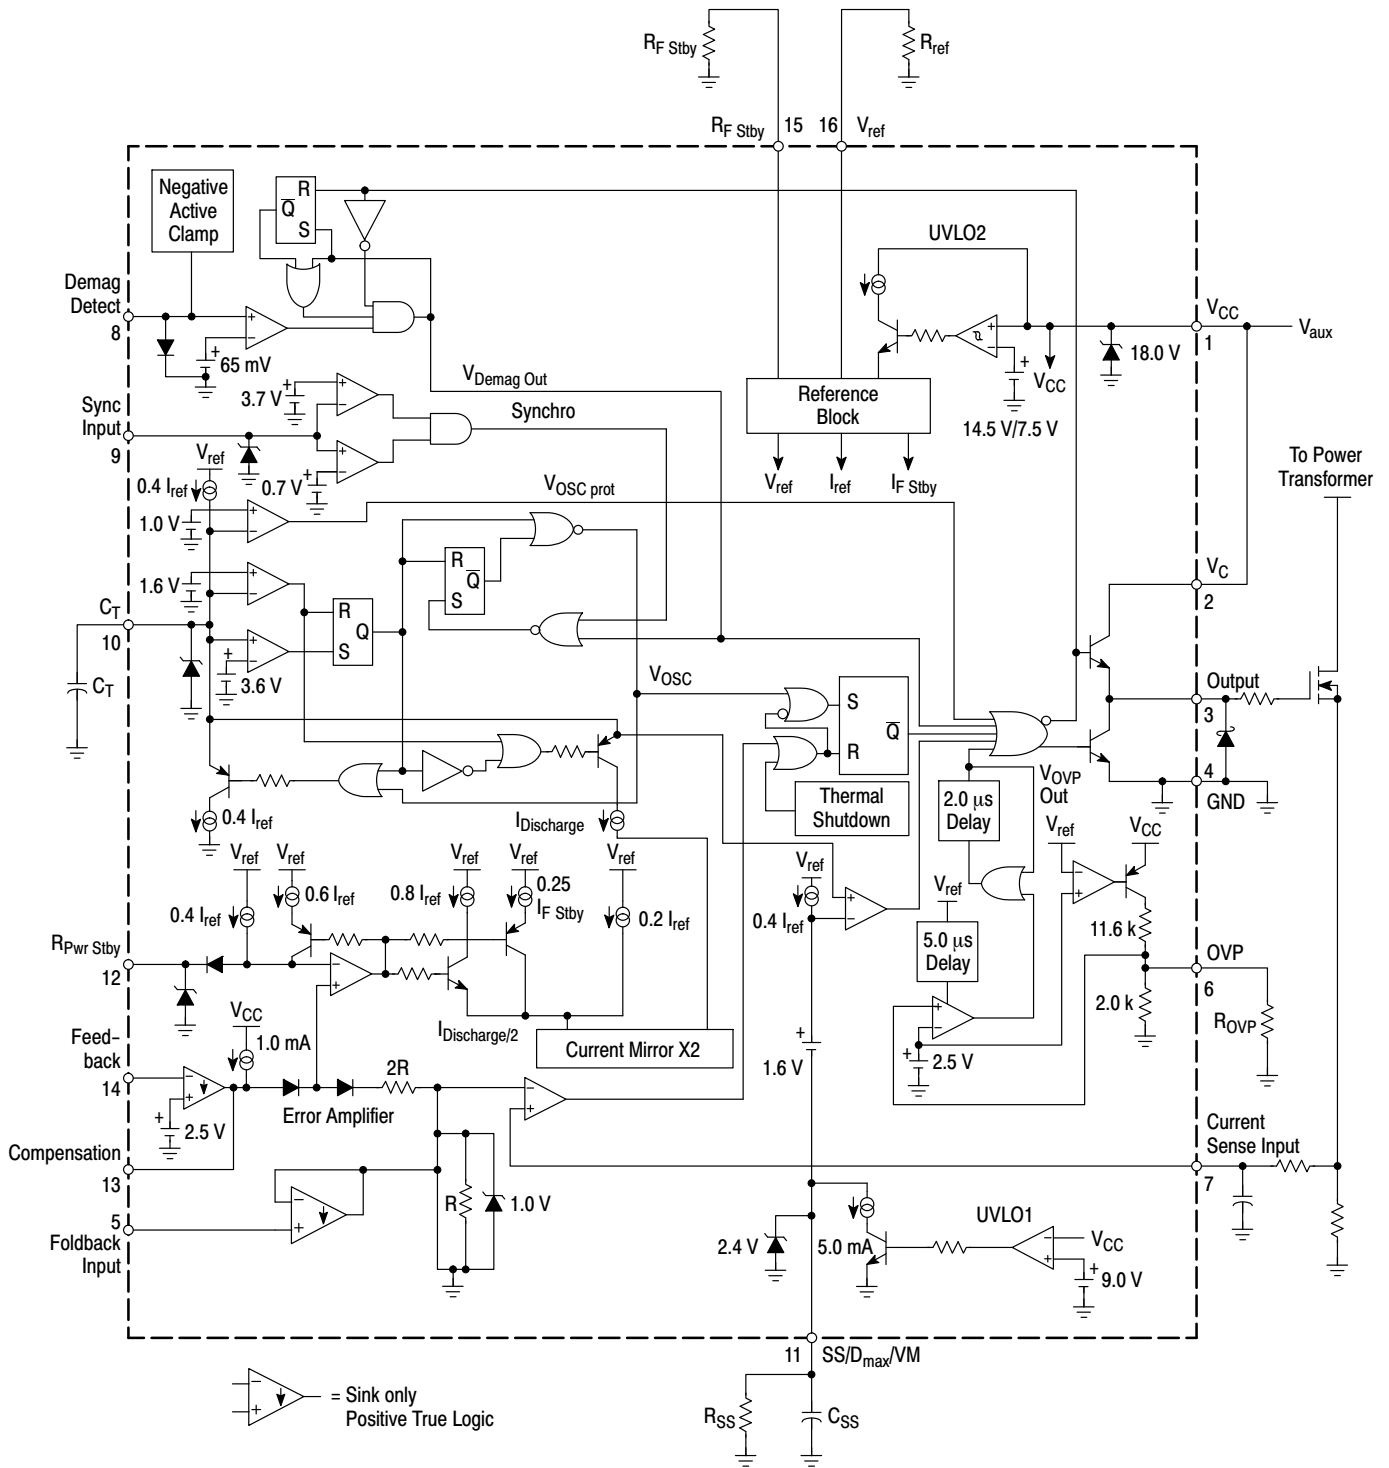 R_F Stby
R_ref
R_F Stby 15 16 V_ref
Negative
Active
Clamp
R
Q̅
S
UVLO2
Demag
Detect
8
+
−
+
65 mV
V_CC
1
V_aux
18.0 V
+
−
+
V_CC
14.5 V/7.5 V
Reference
Block
V_ref I_ref I_F Stby
V_Demag Out
Sync
Input
9
+
3.7 V
+
−
Synchro
+
−
+
0.7 V
To Power
Transformer
V_ref
0.4 I_ref
V_OSC prot
+
−
1.0 V
+
−
1.6 V
R
Q
S
R
Q̅
S
V_C
2
C_T
10
C_T
+
−
+
3.6 V
V_OSC
S
Q̅
R
Output
3
4
GND
Thermal
Shutdown
V_OVP
Out
2.0 µs
Delay
0.4 I_ref
I_Discharge
V_ref V_ref V_ref V_ref V_ref
0.4 I_ref
0.6 I_ref
0.8 I_ref
0.25
I_F Stby
0.2 I_ref
V_ref
0.4 I_ref
+
−
V_ref
5.0 µs
Delay
V_ref
V_CC
−
+
11.6 k
OVP
6
2.0 k
R_OVP
R_Pwr Stby
12
−
+
I_Discharge/2
Current Mirror X2
+
1.6 V
+
−
+
2.5 V
V_CC
1.0 mA
Feed-
back
14
−
+
+
2.5 V
Error Amplifier
2R
−
+
Compensation
13
Current
Sense Input
7
5
Foldback
Input
−
+
R
1.0 V
2.4 V
5.0 mA
UVLO1
−
+
V_CC
+
9.0 V
11 SS/D_max/VM
R_SS
C_SS
−
+
= Sink only
Positive True Logic